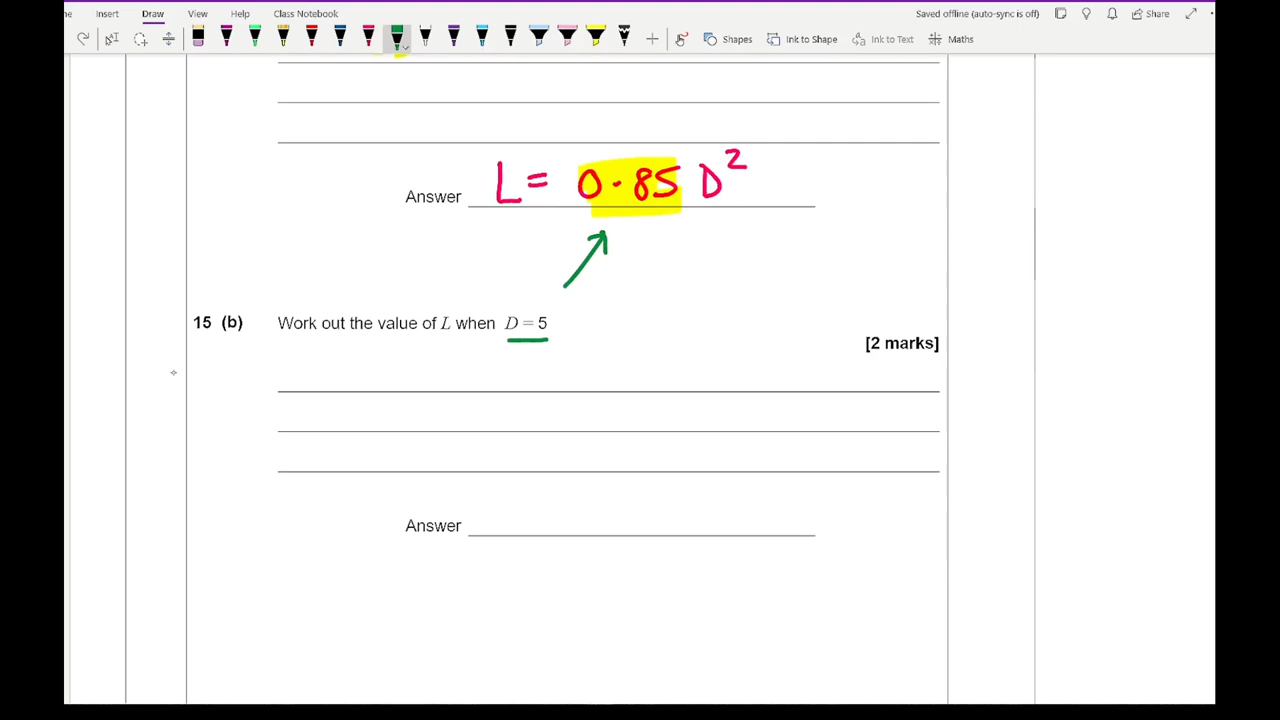 Insert Draw View Help Class Notebook Saved offline (auto-sync is off) Share
Shapes Ink to Shape Ink to Text Maths
Answer L = 0.85 D²
15 (b) Work out the value of L when D = 5
[2 marks]
Answer